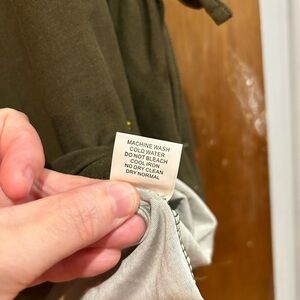 MACHINE WASH
COLD WATER
DO NOT BLEACH
COOL IRON
NO DRY CLEAN
DRY NORMAL